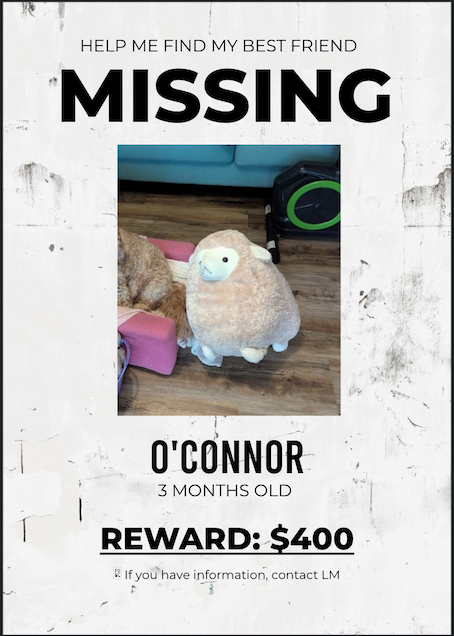 HELP ME FIND MY BEST FRIEND
MISSING
O'CONNOR
3 MONTHS OLD
REWARD: $400
If you have information, contact LM